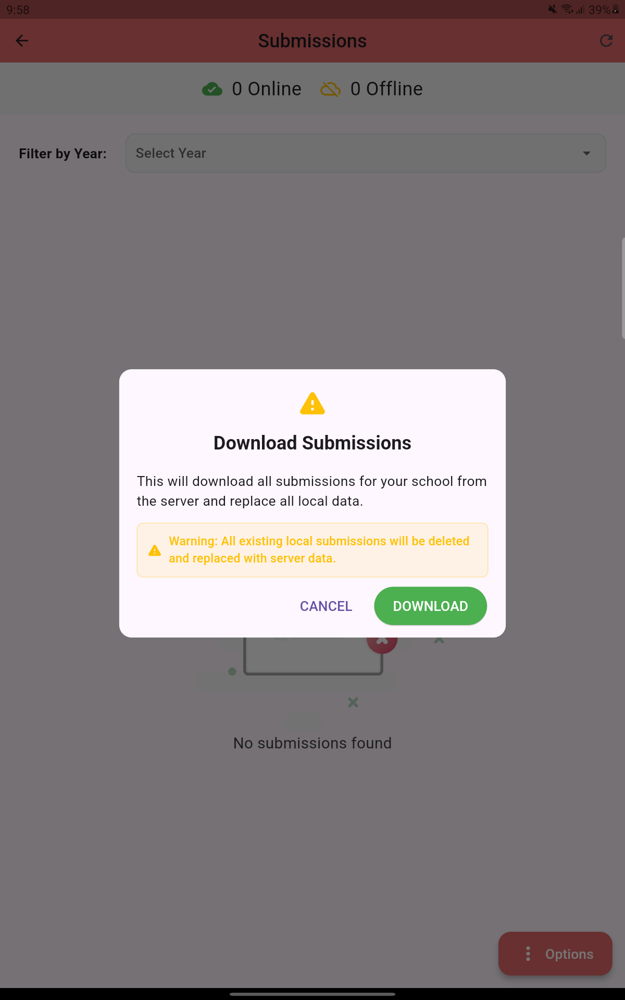 9:58
39%
Submissions
0 Online
0 Offline
Filter by Year:
Select Year
Download Submissions
This will download all submissions for your school from
the server and replace all local data.
Warning: All existing local submissions will be deleted
and replaced with server data.
CANCEL
DOWNLOAD
No submissions found
Options